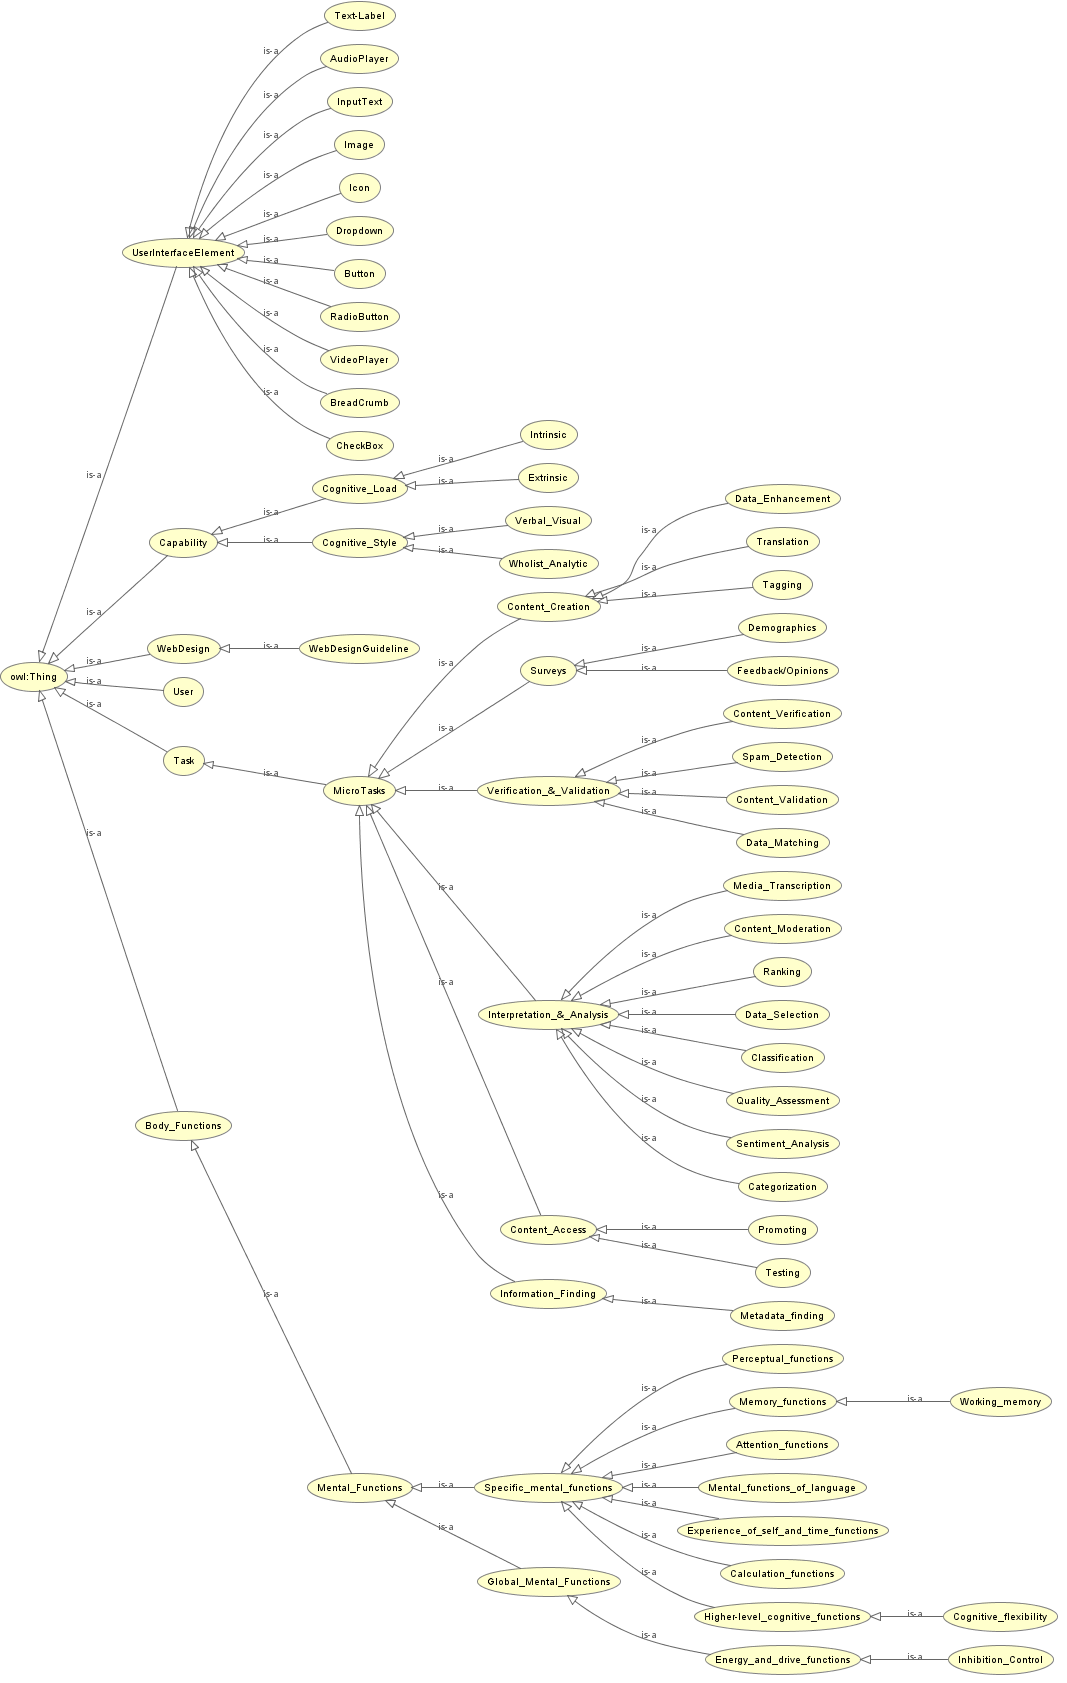 Text-Label
is-a
AudioPlayer
is-a
InputText
is-a
Image
is-a
Icon
is-a
Dropdown
is-a
UserInterfaceElement
is-a
Button
is-a
RadioButton
is-a
VideoPlayer
is-a
BreadCrumb
is-a
CheckBox
is-a
Intrinsic
is-a
is-a
Extrinsic
is-a
Cognitive_Load
is-a
Data_Enhancement
is-a
Verbal_Visual
is-a
Capability
is-a
Cognitive_Style
is-a
Translation
is-a
Wholist_Analytic
Tagging
is-a
Content_Creation
is-a
Demographics
is-a
WebDesign
is-a
WebDesignGuideline
is-a
is-a
Surveys
is-a
Feedback/Opinions
owl:Thing
is-a
User
is-a
Content_Verification
is-a
is-a
Task
is-a
Spam_Detection
is-a
MicroTasks
is-a
Verification_&_Validation
is-a
Content_Validation
is-a
is-a
Data_Matching
is-a
Media_Transcription
is-a
Content_Moderation
is-a
Ranking
is-a
is-a
Interpretation_&_Analysis
is-a
Data_Selection
is-a
Classification
is-a
Quality_Assessment
is-a
Body_Functions
Sentiment_Analysis
is-a
Categorization
is-a
Content_Access
is-a
Promoting
is-a
Testing
is-a
Information_Finding
is-a
Metadata_finding
Perceptual_functions
is-a
Memory_functions
is-a
Working_memory
is-a
Attention_functions
is-a
Mental_Functions
is-a
Specific_mental_functions
is-a
Mental_functions_of_language
is-a
Experience_of_self_and_time_functions
is-a
is-a
Calculation_functions
is-a
Global_Mental_Functions
Higher-level_cognitive_functions
is-a
Cognitive_flexibility
is-a
Energy_and_drive_functions
is-a
Inhibition_Control